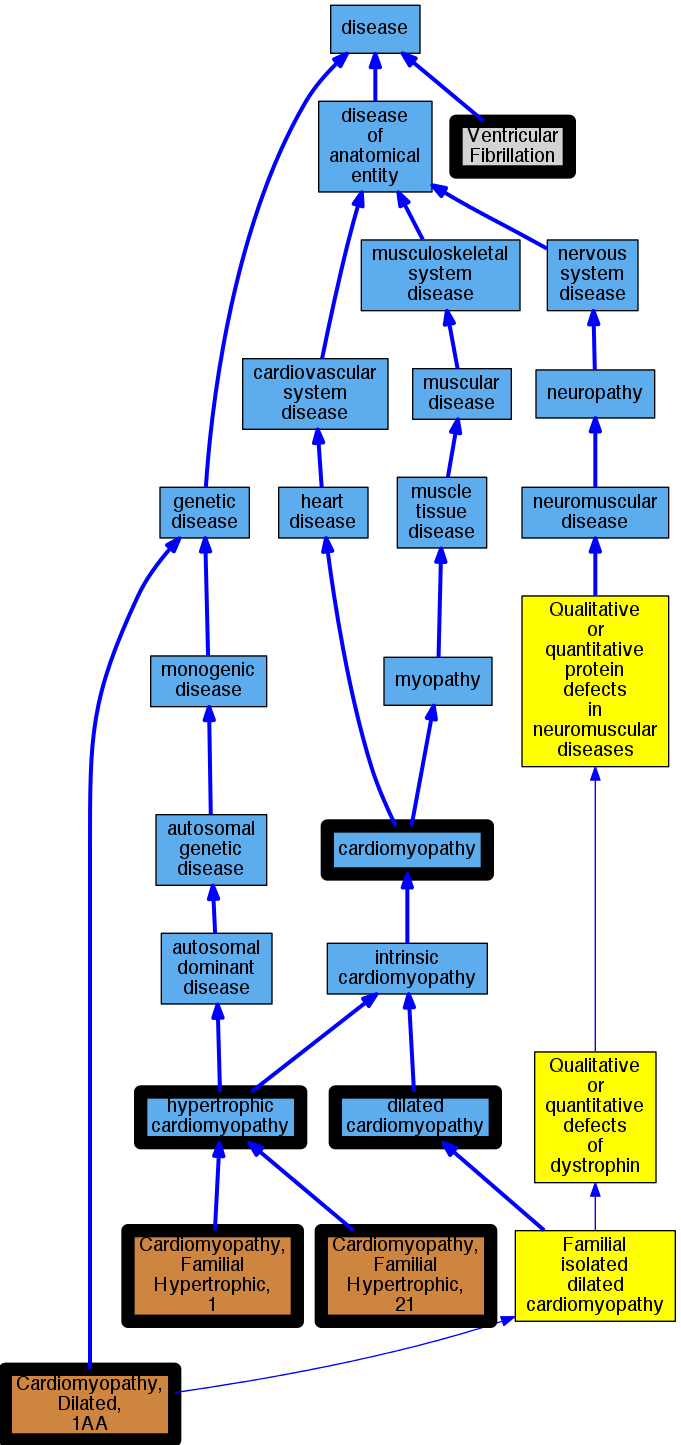 disease
disease
of
anatomical
entity
Ventricular
Fibrillation
musculoskeletal
system
disease
nervous
system
disease
cardiovascular
system
disease
muscular
disease
neuropathy
genetic
disease
heart
disease
muscle
tissue
disease
neuromuscular
disease
Qualitative
or
quantitative
protein
defects
in
neuromuscular
diseases
monogenic
disease
myopathy
autosomal
genetic
disease
cardiomyopathy
autosomal
dominant
disease
intrinsic
cardiomyopathy
Qualitative
or
quantitative
defects
of
dystrophin
hypertrophic
cardiomyopathy
dilated
cardiomyopathy
Cardiomyopathy,
Familial
Hypertrophic,
1
Cardiomyopathy,
Familial
Hypertrophic,
21
Familial
isolated
dilated
cardiomyopathy
Cardiomyopathy,
Dilated,
1AA